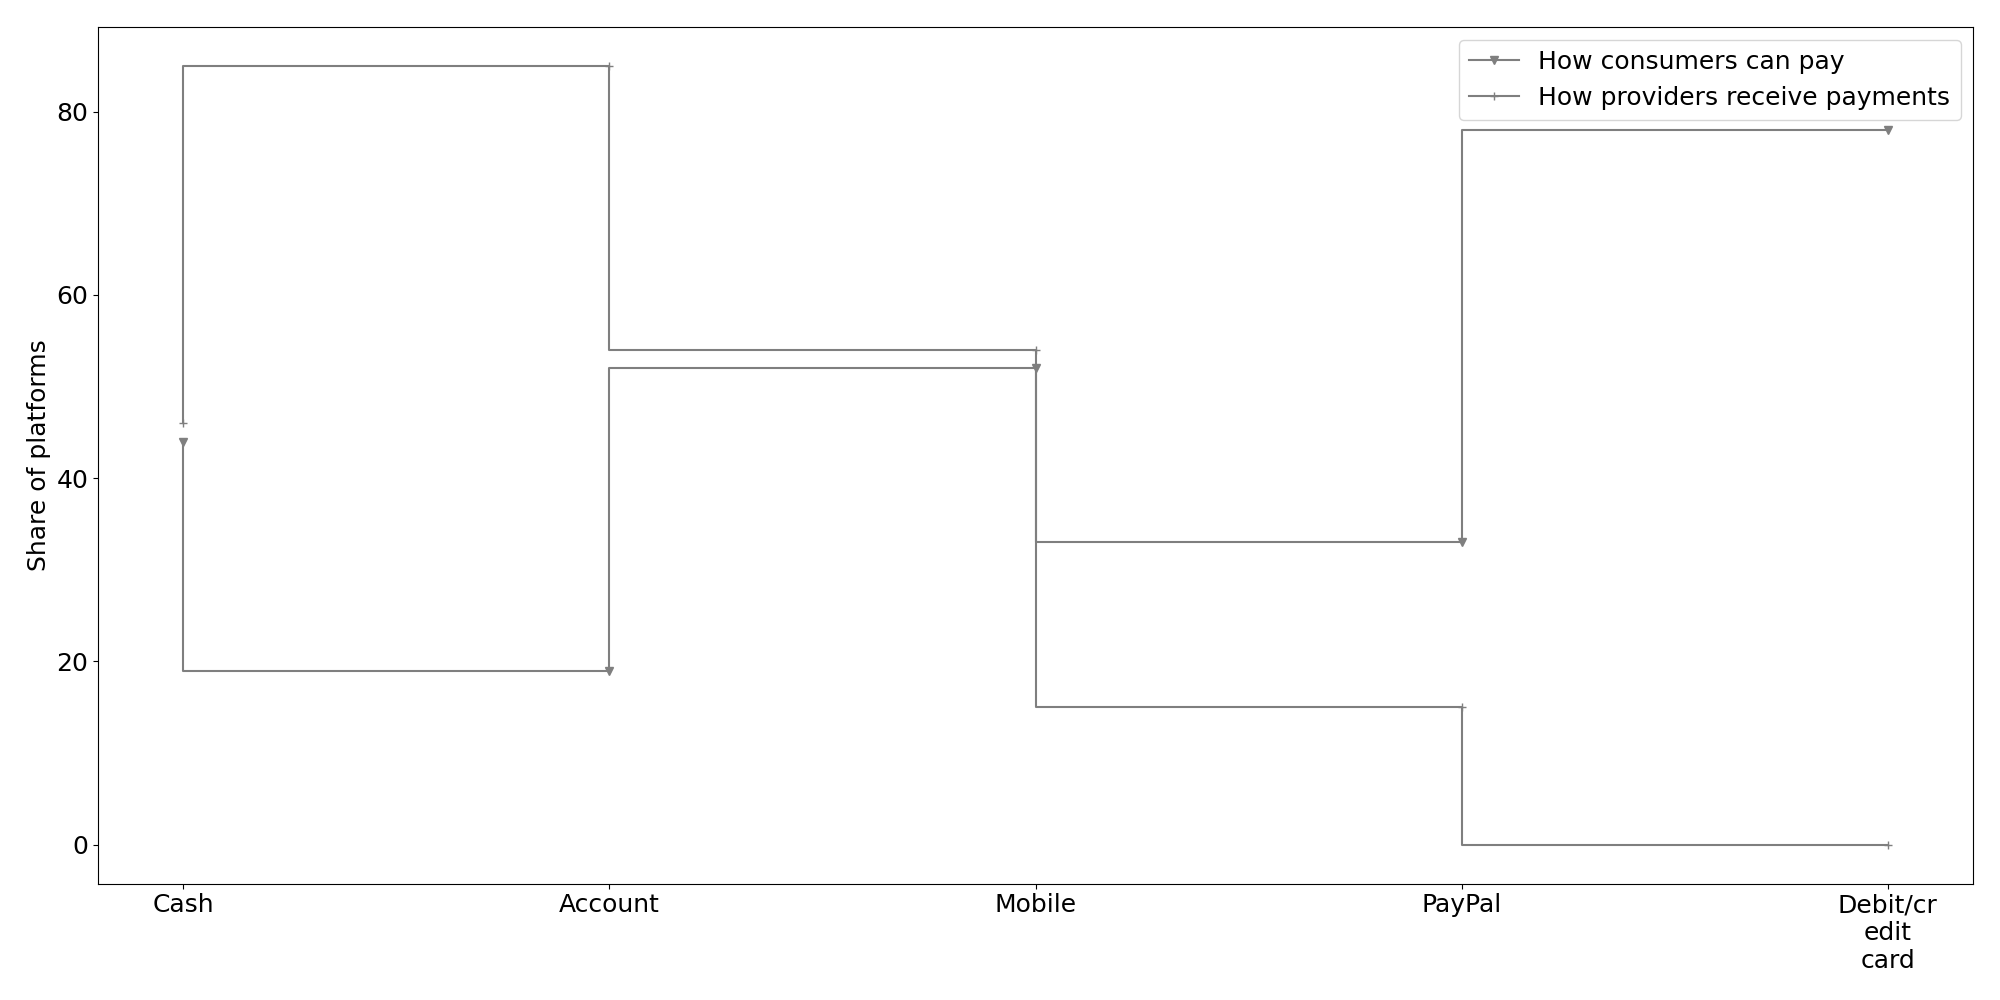 How consumers can pay
How providers receive payments
Share of platforms
80
60
40
20
0
Cash
Account
Mobile
PayPal
Debit/cr
edit
card